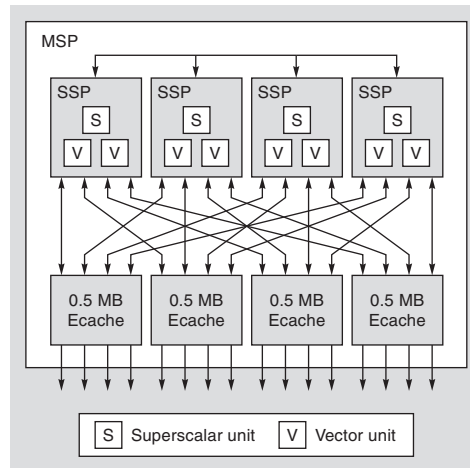 MSP
SSP SSP SSP SSP
S S S S
V V V V V V V V
0.5 MB 0.5 MB 0.5 MB 0.5 MB
Ecache Ecache Ecache Ecache
S Superscalar unit V Vector unit